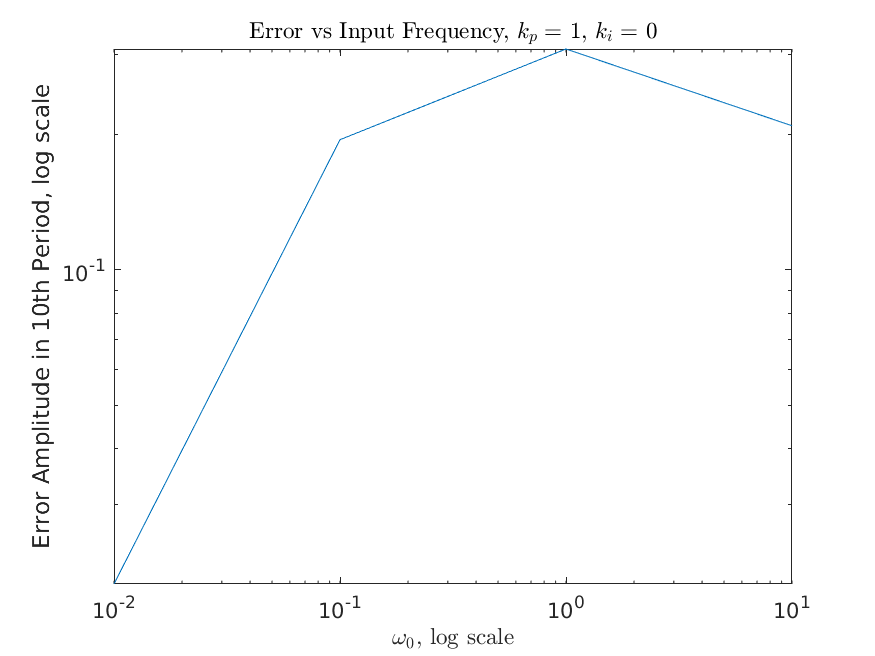 Error vs Input Frequency, $k_p = 1$, $k_i = 0$
Error Amplitude in 10th Period, log scale
10^{-1}
10^{-2} 10^{-1} 10^{0} 10^{1}
$\omega_0$, log scale